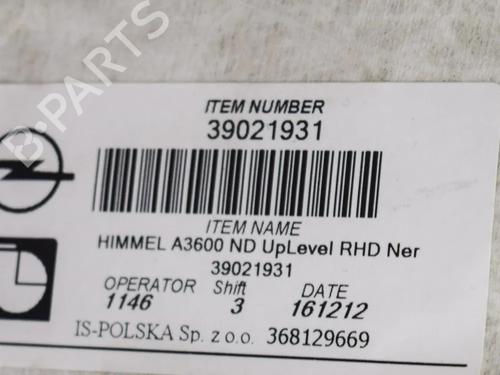 B-PARTS
ITEM NUMBER
39021931
ITEM NAME
HIMMEL A3600 ND UpLevel RHD Ner
39021931
OPERATOR Shift DATE
1146 3 161212
IS-POLSKA Sp. z o.o. 368129669